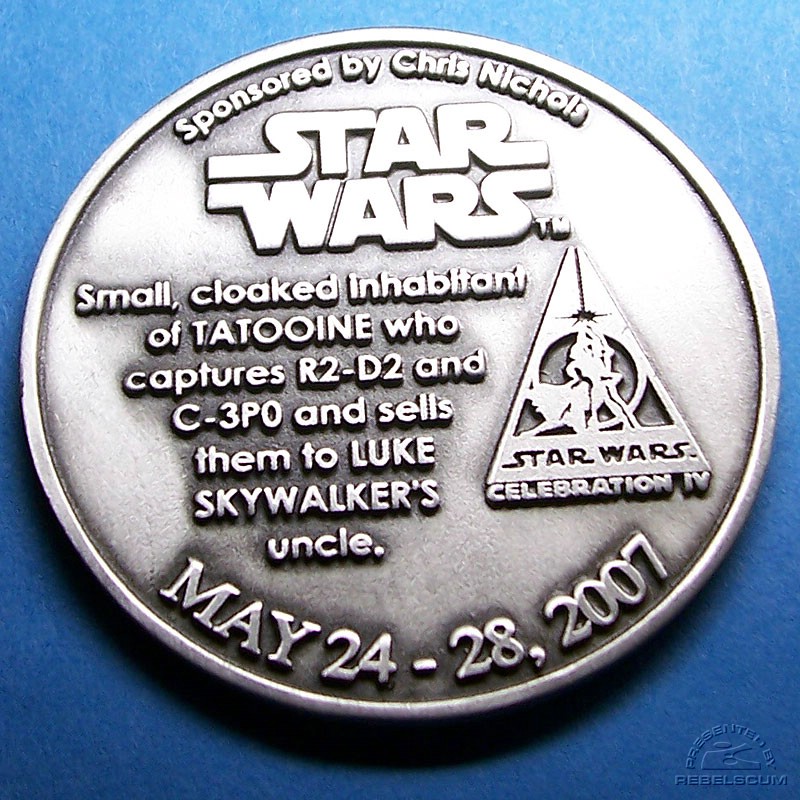 Sponsored by Chris Nichols
STAR
WARS TM
Small, cloaked inhabitant
of TATOOINE who
captures R2-D2 and
C-3PO and sells
them to LUKE
SKYWALKER'S
uncle.
STAR WARS
CELEBRATION IV
MAY 24 - 28, 2007
PRESENTED BY
REBELSCUM